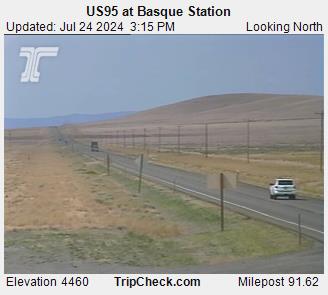 US95 at Basque Station
Updated: Jul 24 2024 3:15 PM Looking North
Elevation 4460 TripCheck.com Milepost 91.62